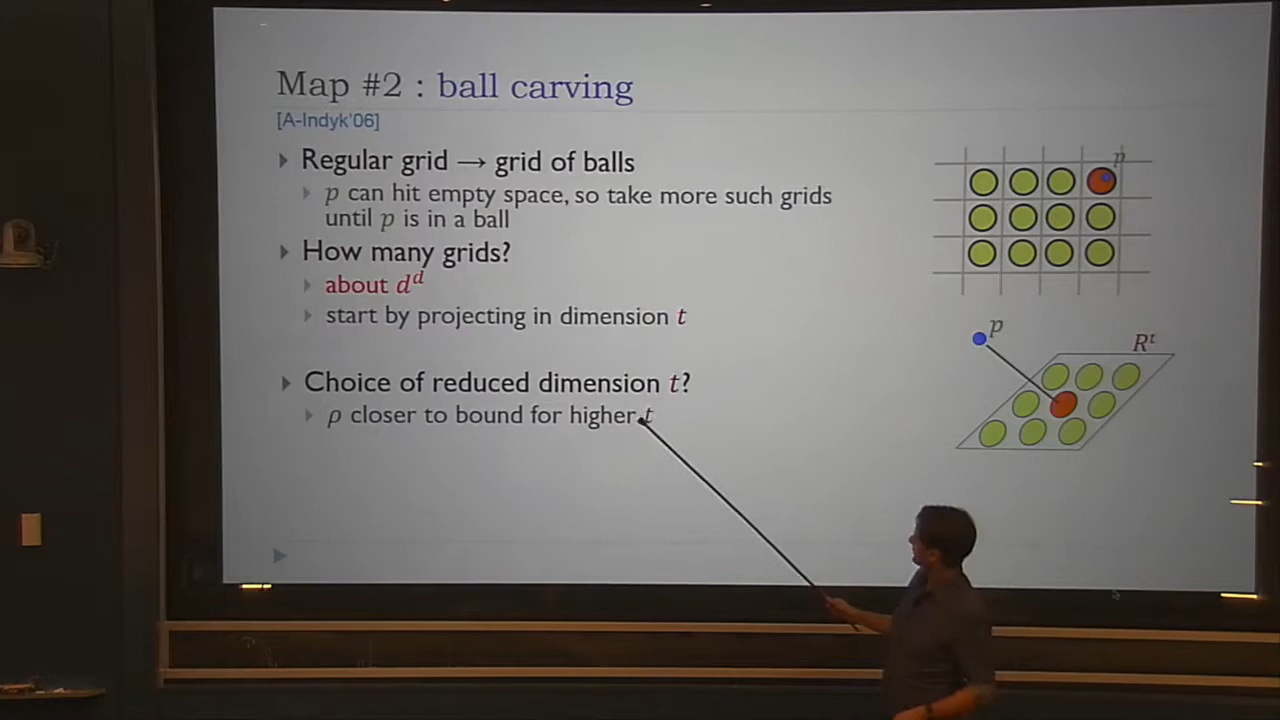 Map #2 : ball carving
[A-Indyk'06]
Regular grid → grid of balls
p can hit empty space, so take more such grids
until p is in a ball
How many grids?
about d^d
start by projecting in dimension t
Choice of reduced dimension t?
ρ closer to bound for higher t
p
p
R^t